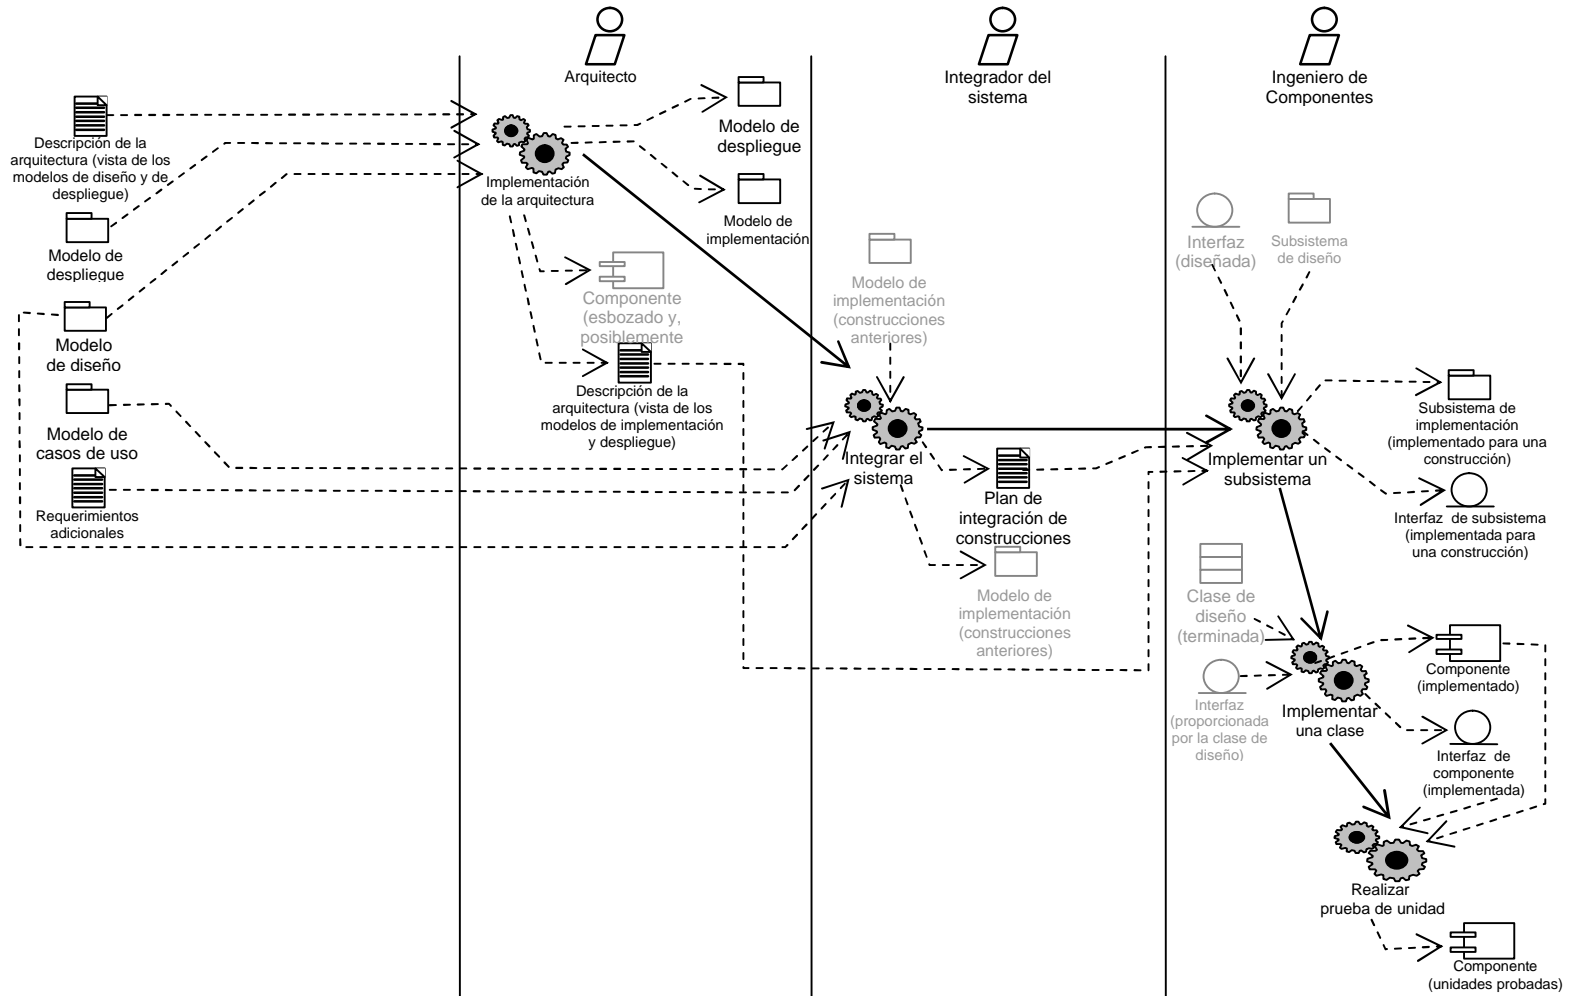 Arquitecto
Integrador del
sistema
Ingeniero de
Componentes
Descripción de la
arquitectura (vista de los
modelos de diseño y de
despliegue)
Modelo de
despliegue
Modelo
de diseño
Modelo de
casos de uso
Requerimientos
adicionales
Implementación
de la arquitectura
Modelo de
despliegue
Modelo de
implementación
Componente
(esbozado y,
posiblemente
Descripción de la
arquitectura (vista de los
modelos de implementación
y despliegue)
Modelo de
implementación
(construcciones
anteriores)
Integrar el
sistema
Plan de
integración de
construcciones
Modelo de
implementación
(construcciones
anteriores)
Interfaz
(diseñada)
Subsistema
de diseño
Implementar un
subsistema
Subsistema de
implementación
(implementado para una
construcción)
Interfaz de subsistema
(implementada para
una construcción)
Clase de
diseño
(terminada)
Interfaz
(proporcionada
por la clase de
diseño)
Implementar
una clase
Componente
(implementado)
Interfaz de
componente
(implementada)
Realizar
prueba de unidad
Componente
(unidades probadas)